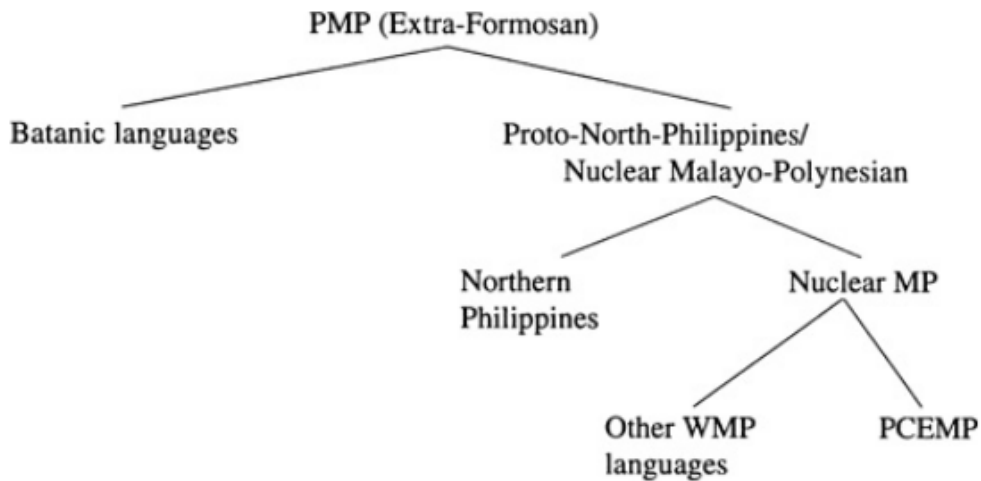 PMP (Extra-Formosan)
Batanic languages
Proto-North-Philippines/
Nuclear Malayo-Polynesian
Northern
Philippines
Nuclear MP
Other WMP
languages
PCEMP